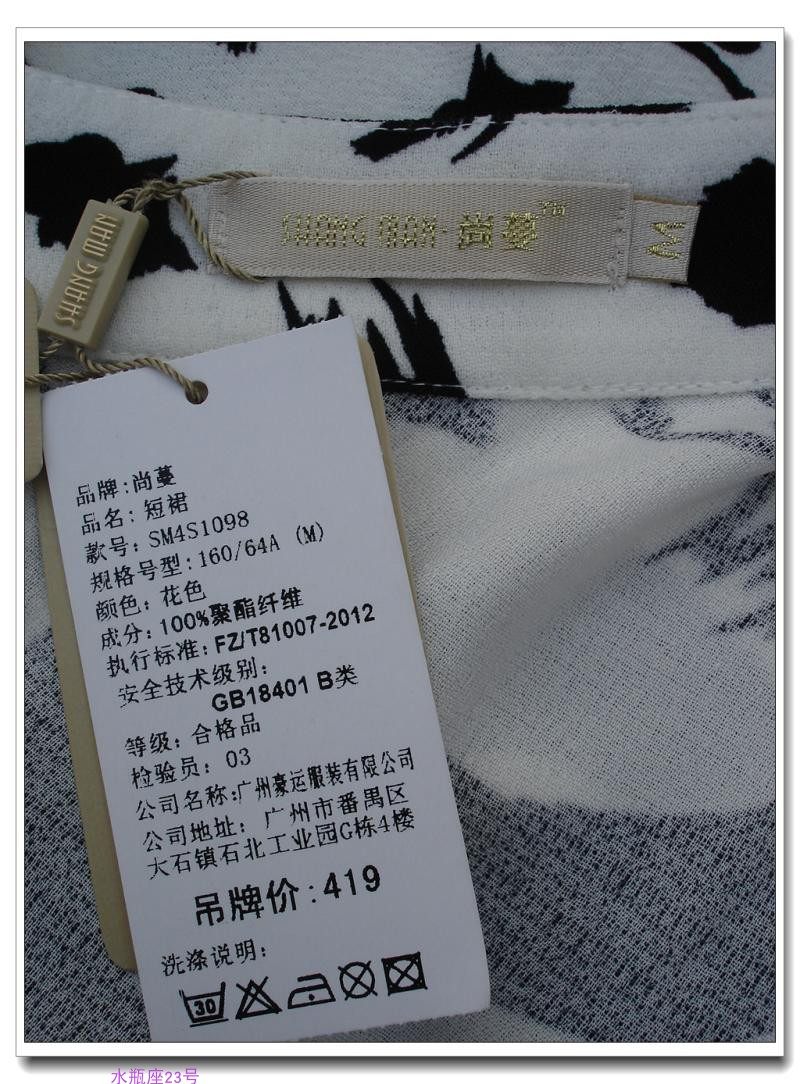 SHANG MAN·尚蔓
M
SHANG MAN
品牌:尚蔓
品名: 短裙
款号: SM4S1098
规格号型:160/64A (M)
颜色: 花色
成分: 100%聚酯纤维
执行标准: FZ/T81007-2012
安全技术级别:
GB18401 B类
等级: 合格品
检验员: 03
公司名称:广州豪运服装有限公司
公司地址: 广州市番禺区
大石镇石北工业园G栋4楼
吊牌价:419
洗涤说明:
30
水瓶座23号